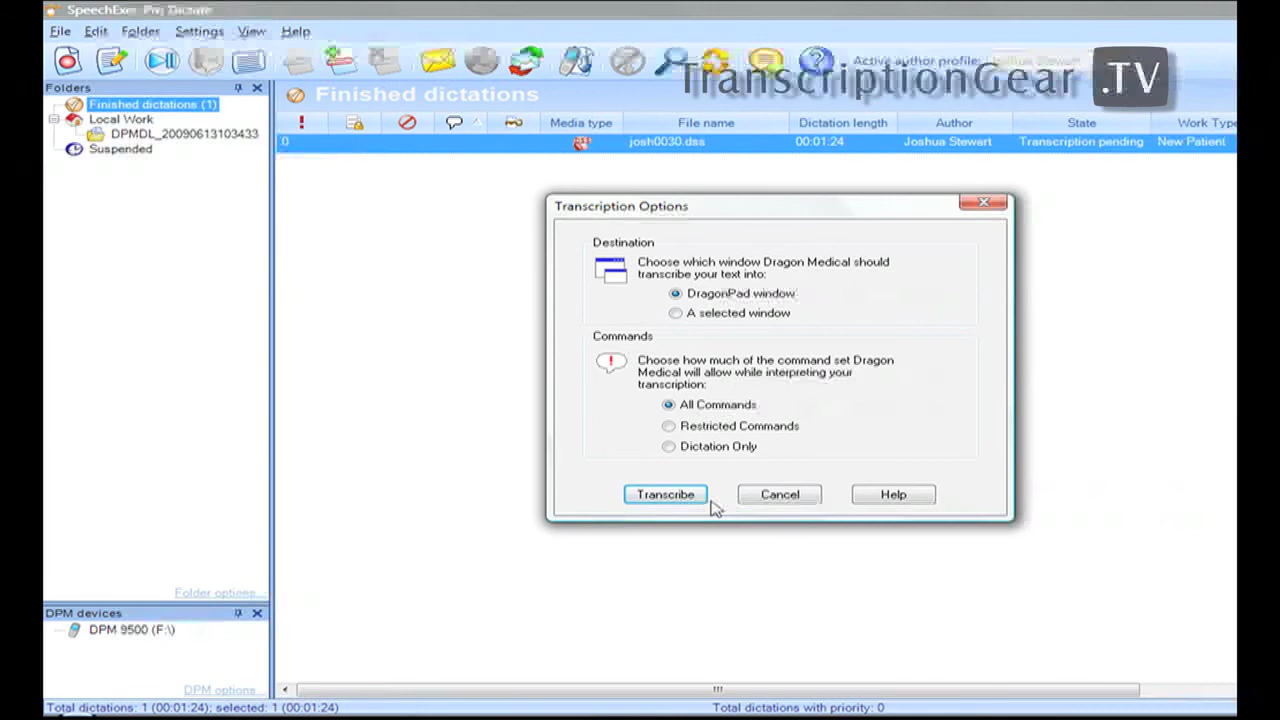 SpeechExec Pro Dictate
File Edit Folder Settings View Help
Active author profile: Joshua Stewart
TranscriptionGear .TV
Folders
Finished dictations (1)
Local Work
DPMDL_20090613103433
Suspended
Folder options...
DPM devices
DPM 9500 (F:\)
DPM options...
Finished dictations
Media type File name Dictation length Author State Work Type
0 josh0030.dss 00:01:24 Joshua Stewart Transcription pending New Patient
Transcription Options
Destination
Choose which window Dragon Medical should
transcribe your text into:
DragonPad window
A selected window
Commands
Choose how much of the command set Dragon
Medical will allow while interpreting your
transcription:
All Commands
Restricted Commands
Dictation Only
Transcribe Cancel Help
Total dictations: 1 (00:01:24); selected: 1 (00:01:24) Total dictations with priority: 0